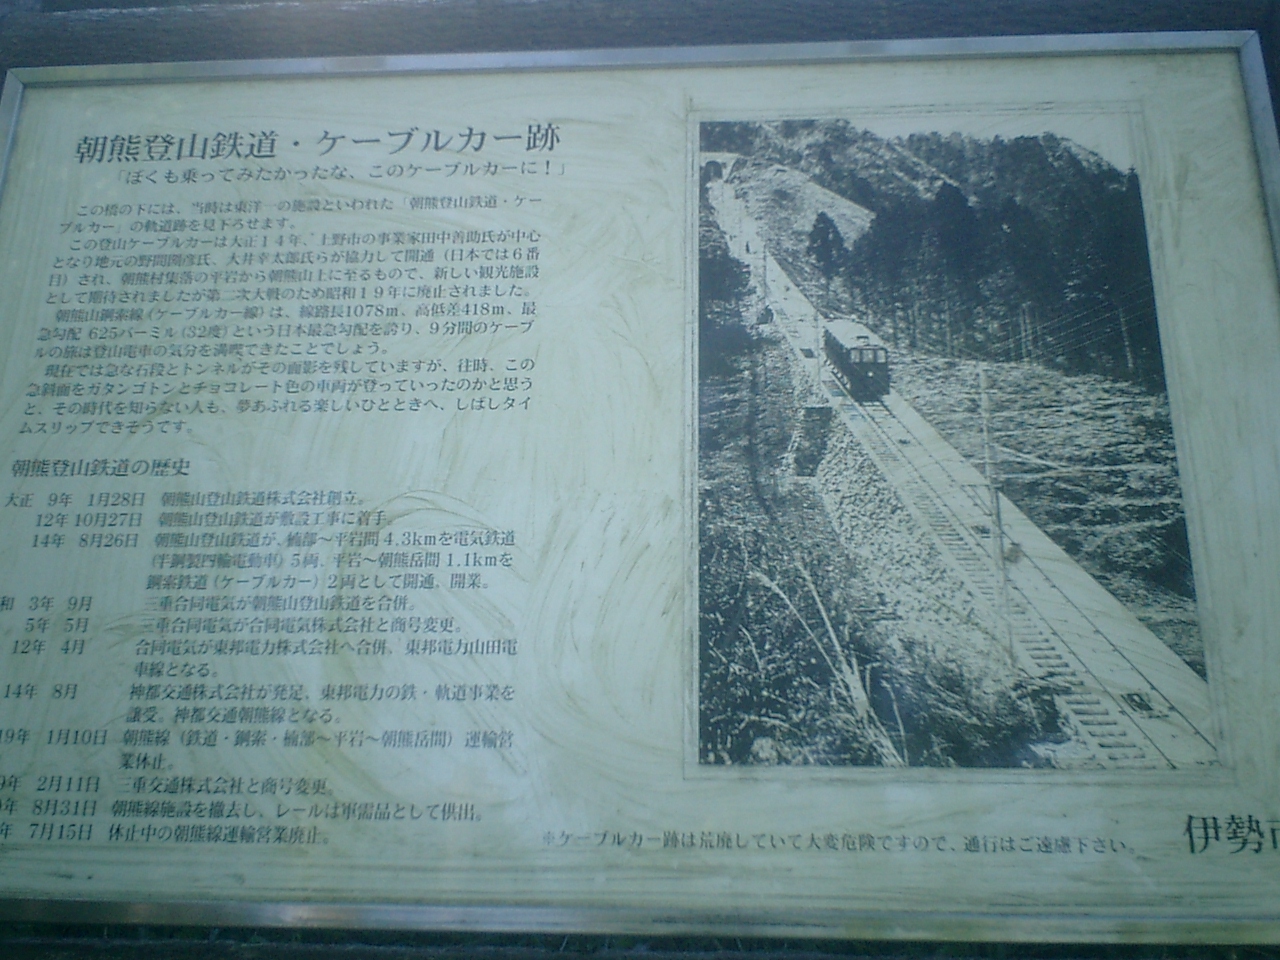 朝熊登山鉄道・ケーブルカー跡
「ぼくも乗ってみたかったな、このケーブルカーに！」
この橋の下には、当時は東洋一の施設といわれた「朝熊登山鉄道・ケー
ブルカー」の軌道跡を見下ろせます。
この登山ケーブルカーは大正１４年、上野市の事業家田中善助氏が中心
となり地元の野間 彦氏、大井幸太郎氏らが協力して開通（日本では６番
目）され、朝熊村集落の平岩から朝熊山上に至るもので、新しい観光施設
として期待されましたが第二次大戦のため昭和１９年に廃止されました。
朝熊山鋼索線（ケーブルカー線）は、線路長1078m、高低差418m、最
急勾配 625パーミル(32度)という日本最急勾配を誇り、９分間のケーブ
ルの旅は登山電車の気分を満喫できたことでしょう。
現在では急な石段とトンネルがその面影を残していますが、往時、この
急斜面をガタンゴトンとチョコレート色の車両が登っていったのかと思う
と、その時代を知らない人も、夢あふれる楽しいひとときへ、しばしタイ
ムスリップできそうです。
朝熊登山鉄道の歴史
大正 9年 1月28日 朝熊山登山鉄道株式会社創立。
12年 10月27日 朝熊山登山鉄道が敷設工事に着手。
14年 8月26日 朝熊山登山鉄道が、楠部～平岩間 4.3kmを電気鉄道
（半鋼製四輪電動車）５両、平岩～朝熊岳間 1.1kmを
鋼索鉄道（ケーブルカー）２両として開通、開業。
和 3年 9月 三重合同電気が朝熊山登山鉄道を合併。
5年 5月 三重合同電気が合同電気株式会社と商号変更。
12年 4月 合同電気が東邦電力株式会社へ合併、東邦電力山田電
車線となる。
14年 8月 神都交通株式会社が発足、東邦電力の鉄・軌道事業を
譲受。神都交通朝熊線となる。
19年 1月10日 朝熊線（鉄道・鋼索・楠部～平岩～朝熊岳間）運輸営
業休止。
9年 2月11日 三重交通株式会社と商号変更。
年 8月31日 朝熊線施設を撤去し、レールは軍需品として供出。
年 7月15日 休止中の朝熊線運輸営業廃止。
※ケーブルカー跡は荒廃していて大変危険ですので、通行はご遠慮下さい。
伊勢市